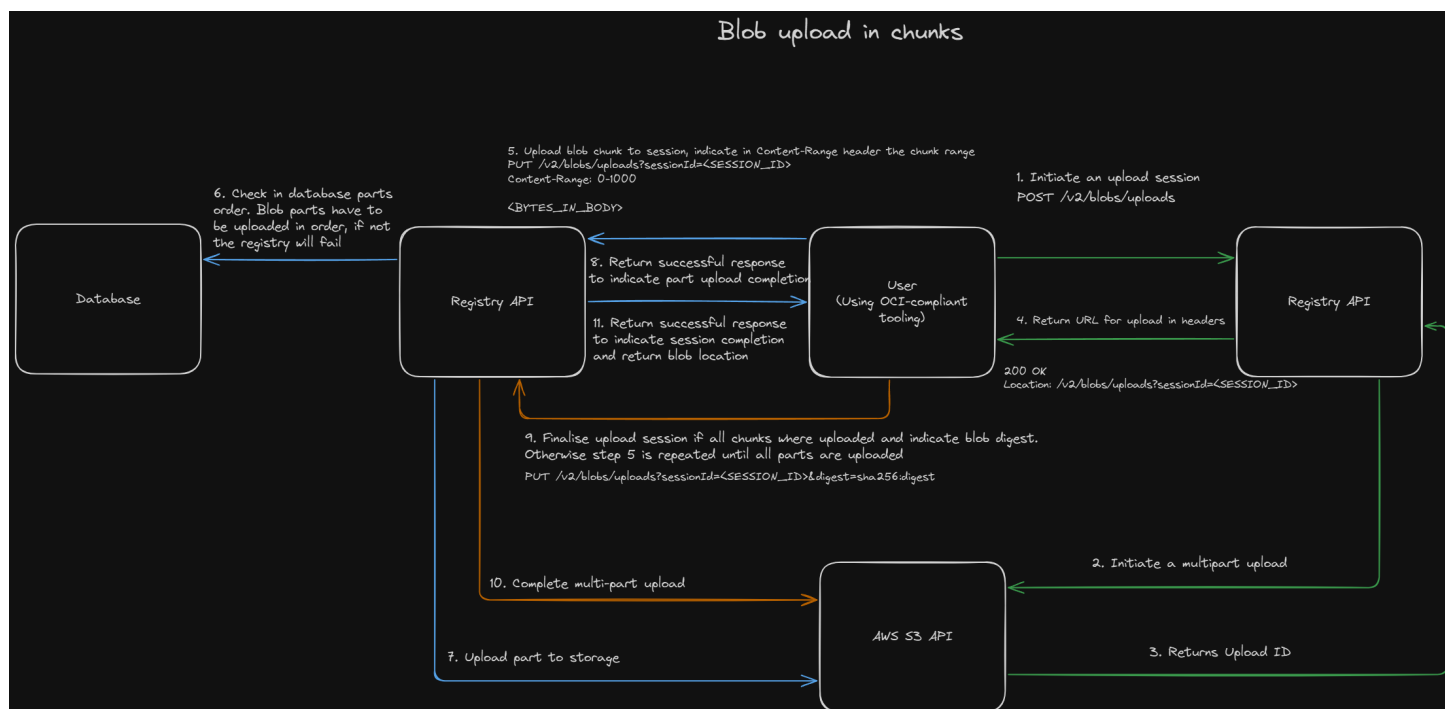 Blob upload in chunks
5. Upload blob chunk to session, indicate in Content-Range header the chunk range
PUT /v2/blobs/uploads?sessionId=<SESSION_ID>
Content-Range: 0-1000
<BYTES_IN_BODY>
1. Initiate an upload session
POST /v2/blobs/uploads
6. Check in database parts
order. Blob parts have to
be uploaded in order, if not
the registry will fail
Database
Registry API
8. Return successful response
to indicate part upload completion
11. Return successful response
to indicate session completion
and return blob location
User
(Using OCI-compliant
tooling)
4. Return URL for upload in headers
200 OK
Location: /v2/blobs/uploads?sessionId=<SESSION_ID>
Registry API
9. Finalise upload session if all chunks where uploaded and indicate blob digest.
Otherwise step 5 is repeated until all parts are uploaded
PUT /v2/blobs/uploads?sessionId=<SESSION_ID>&digest=sha256:digest
10. Complete multi-part upload
2. Initiate a multipart upload
AWS S3 API
7. Upload part to storage
3. Returns Upload ID